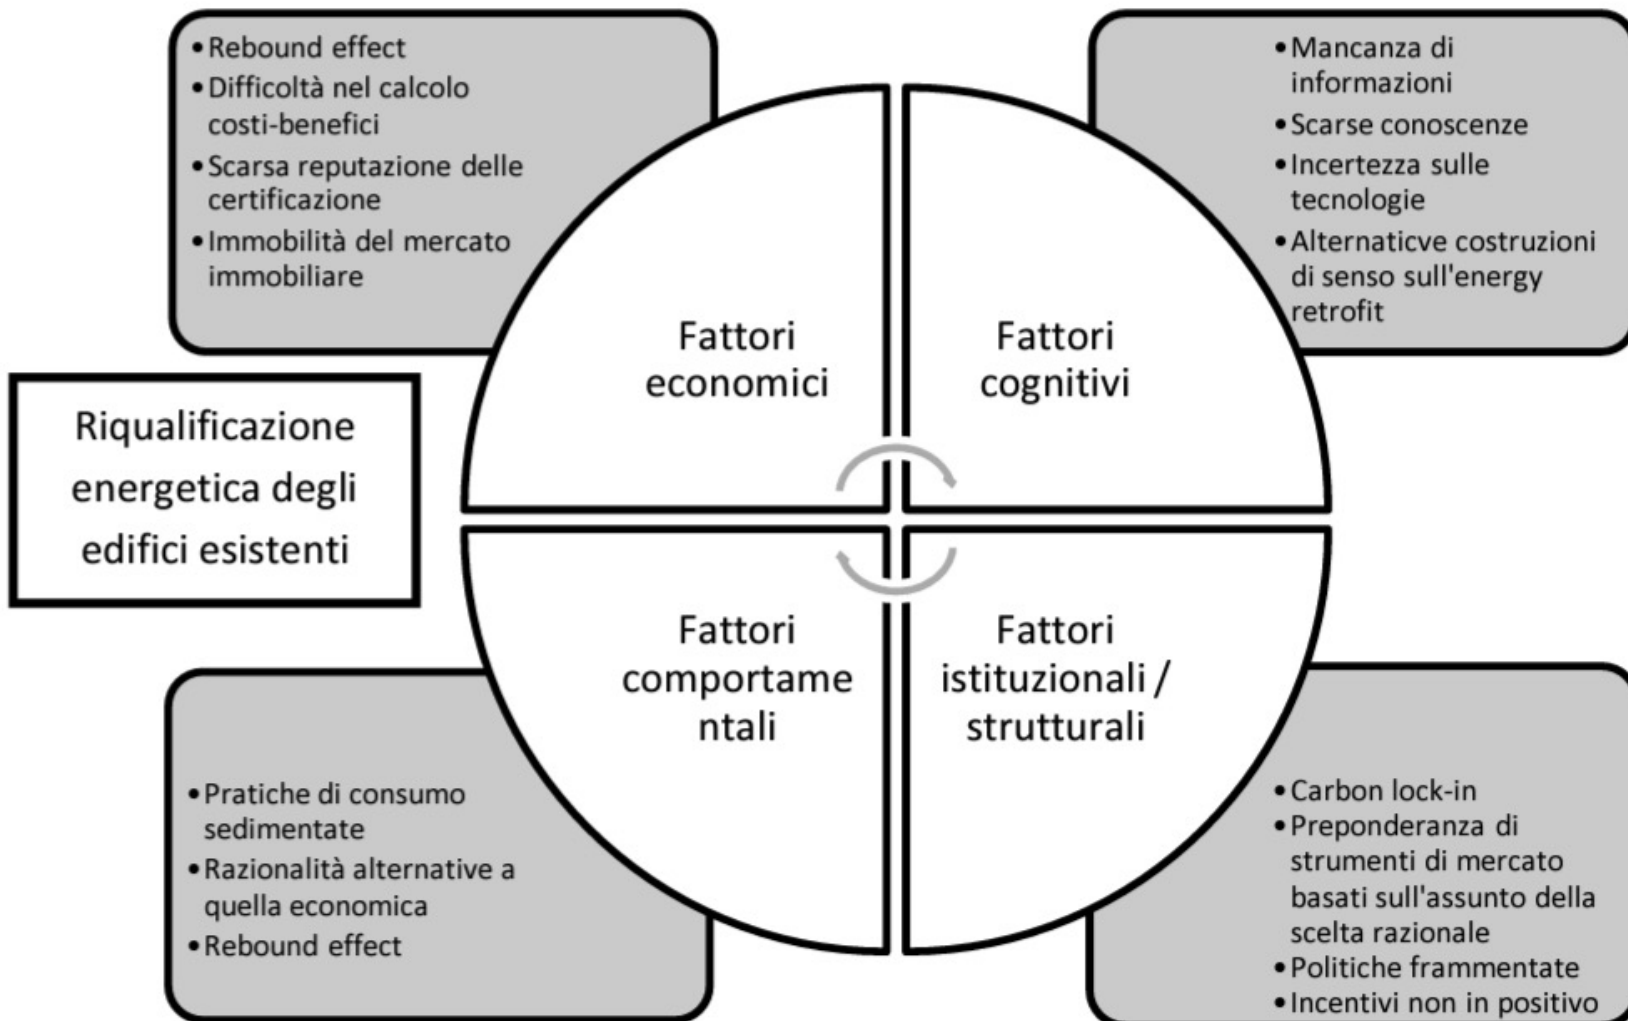 • Rebound effect
• Difficoltà nel calcolo
costi-benefici
• Scarsa reputazione delle
certificazione
• Immobilità del mercato
immobiliare
• Mancanza di
informazioni
• Scarse conoscenze
• Incertezza sulle
tecnologie
• Alternaticve costruzioni
di senso sull'energy
retrofit
Fattori
economici
Fattori
cognitivi
Riqualificazione
energetica degli
edifici esistenti
Fattori
comportame
ntali
Fattori
istituzionali /
strutturali
• Pratiche di consumo
sedimentate
• Razionalità alternative a
quella economica
• Rebound effect
• Carbon lock-in
• Preponderanza di
strumenti di mercato
basati sull'assunto della
scelta razionale
• Politiche frammentate
• Incentivi non in positivo